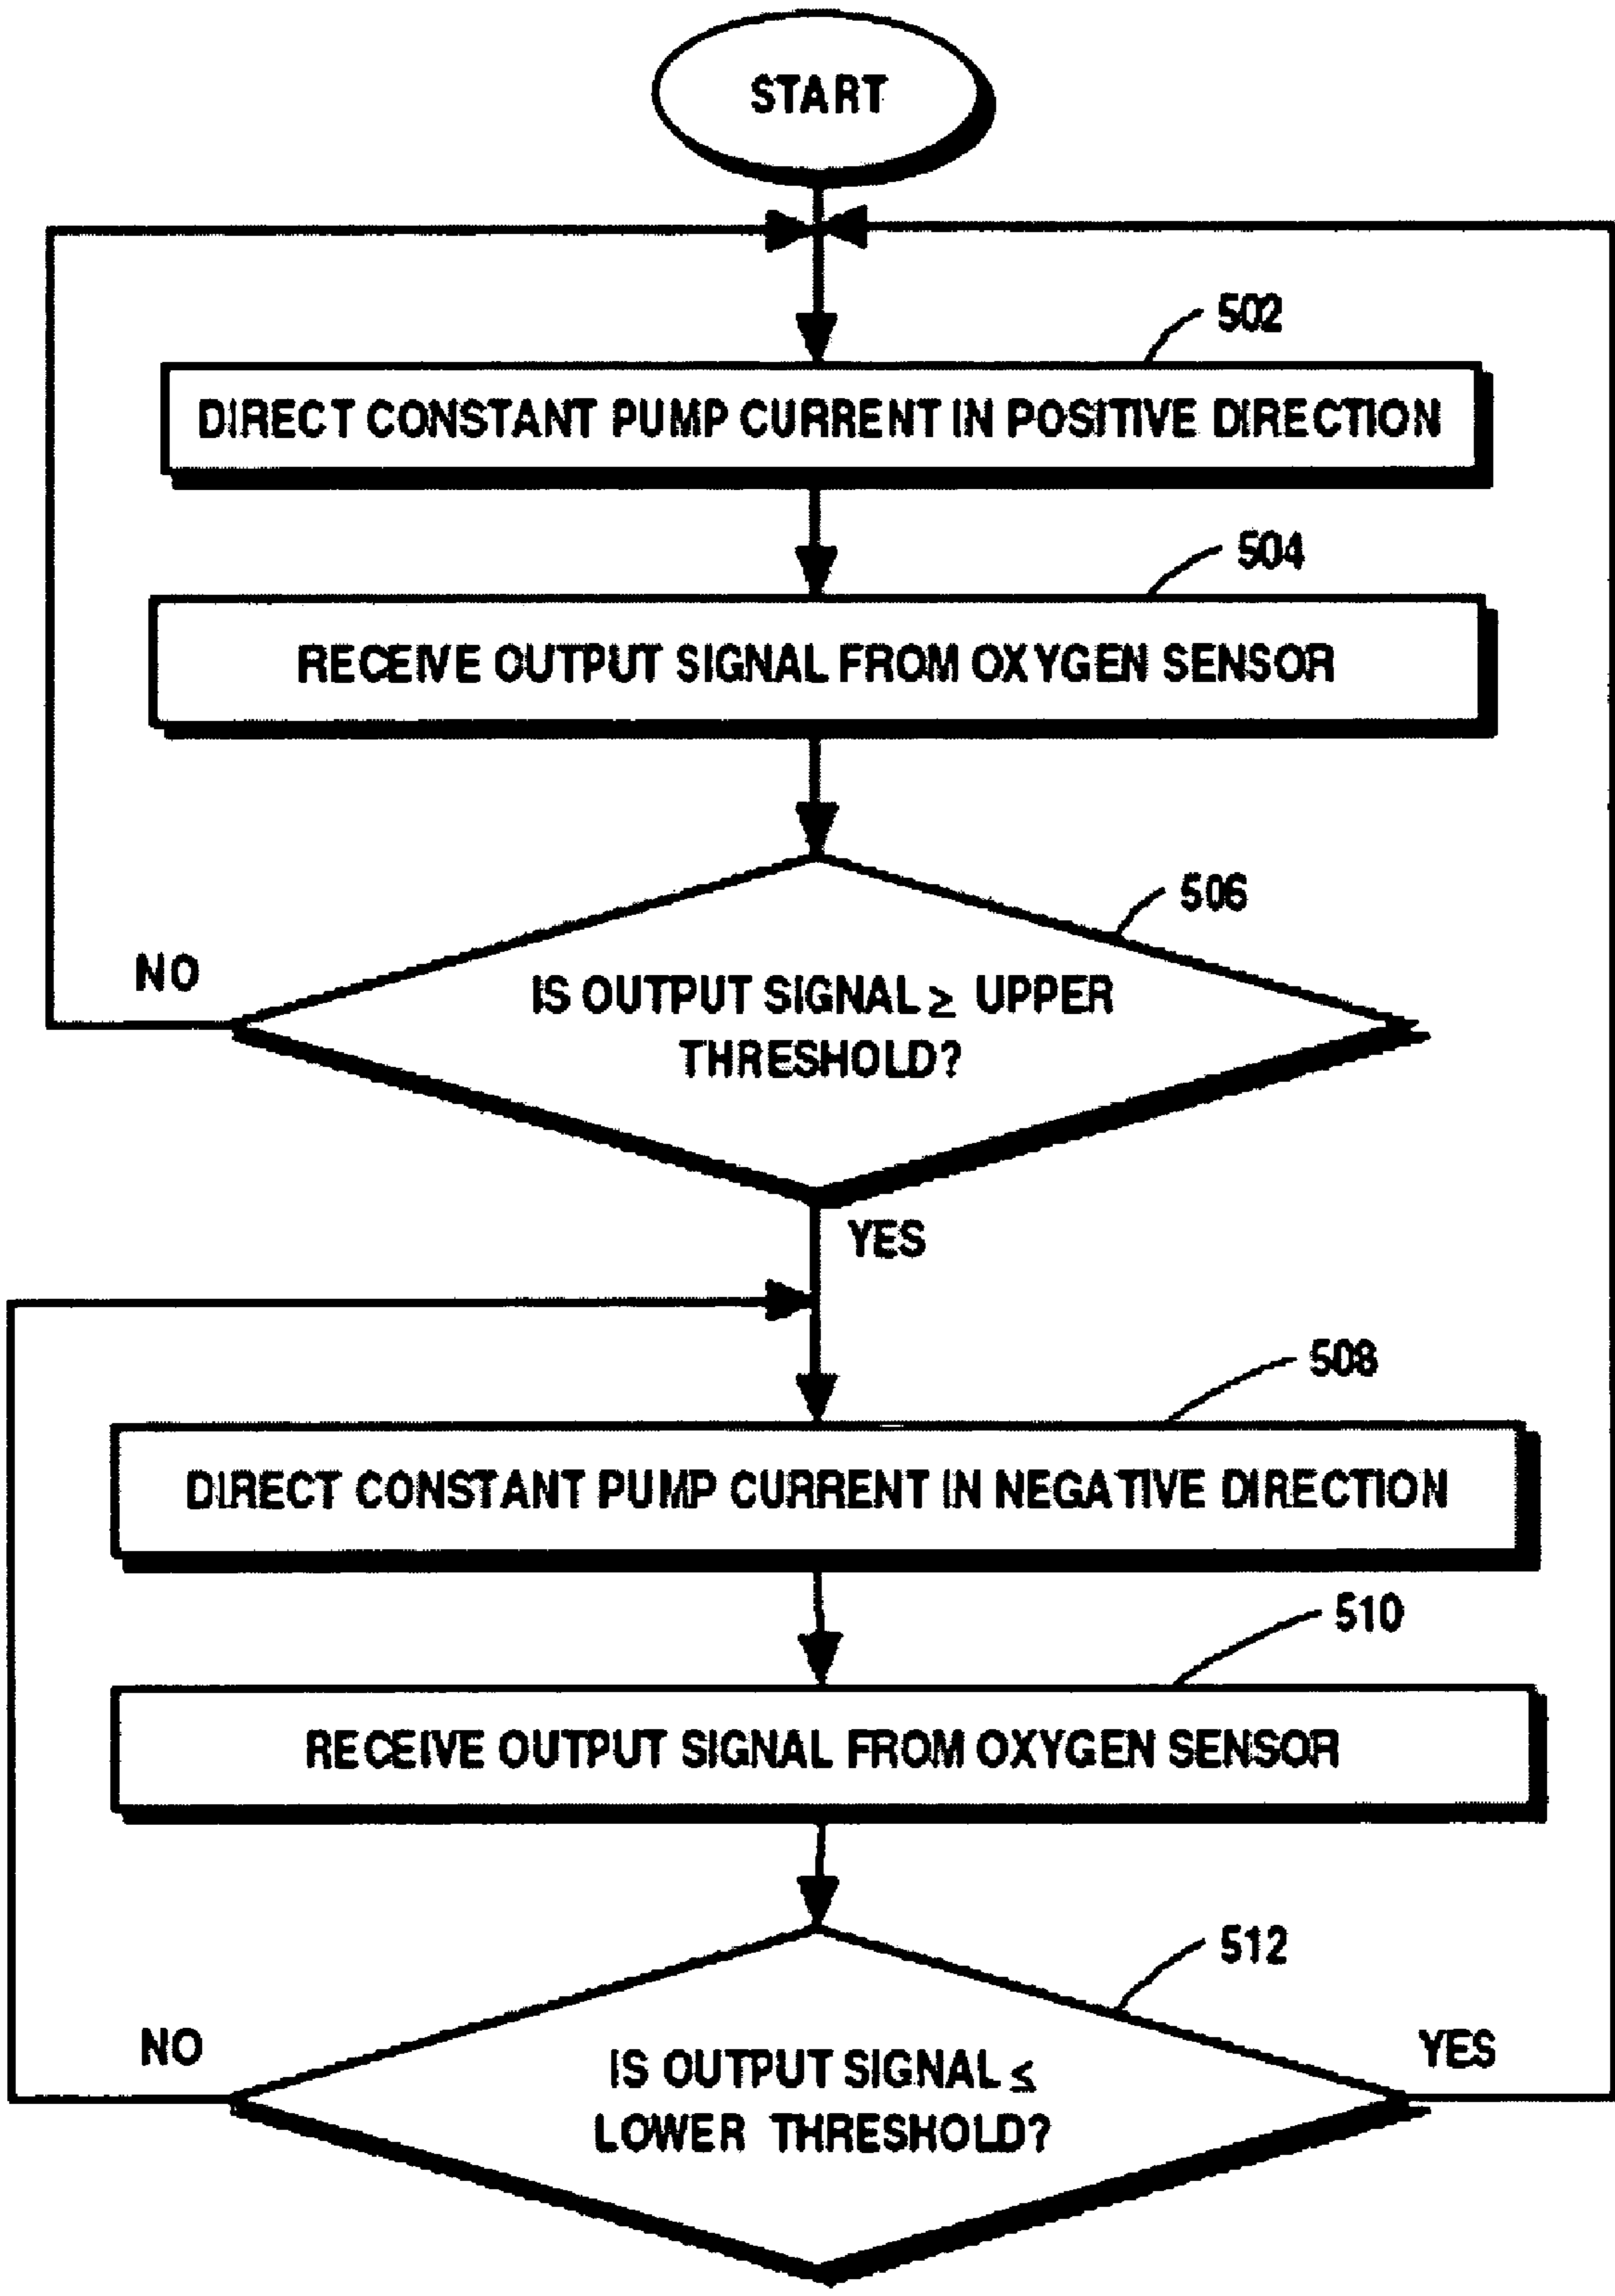 START
502
DIRECT CONSTANT PUMP CURRENT IN POSITIVE DIRECTION
504
RECEIVE OUTPUT SIGNAL FROM OXYGEN SENSOR
506
NO
IS OUTPUT SIGNAL ≥ UPPER
THRESHOLD?
YES
508
DIRECT CONSTANT PUMP CURRENT IN NEGATIVE DIRECTION
510
RECEIVE OUTPUT SIGNAL FROM OXYGEN SENSOR
512
NO
YES
IS OUTPUT SIGNAL ≤
LOWER THRESHOLD?